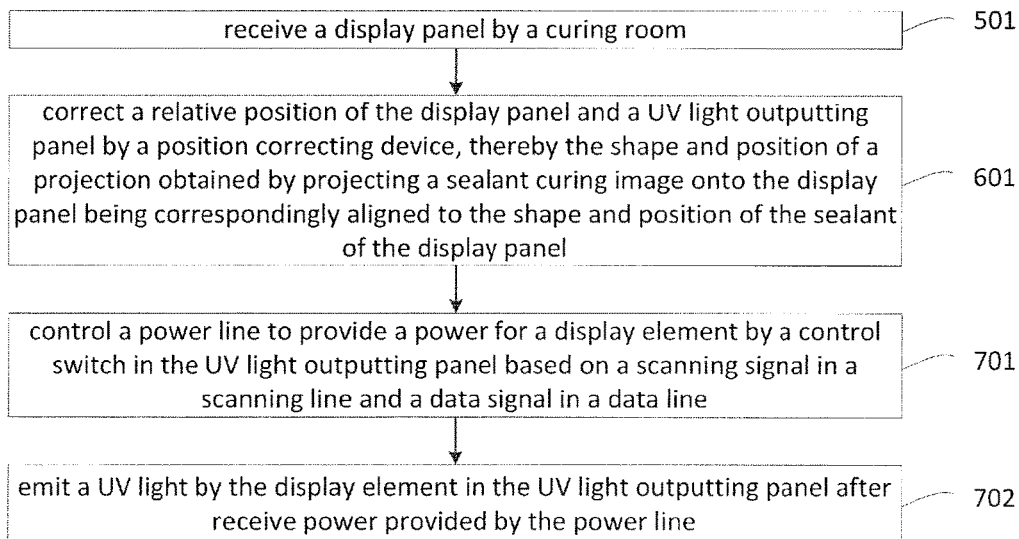 receive a display panel by a curing room
501
correct a relative position of the display panel and a UV light outputting
panel by a position correcting device, thereby the shape and position of a
projection obtained by projecting a sealant curing image onto the display
panel being correspondingly aligned to the shape and position of the sealant
of the display panel
601
control a power line to provide a power for a display element by a control
switch in the UV light outputting panel based on a scanning signal in a
scanning line and a data signal in a data line
701
emit a UV light by the display element in the UV light outputting panel after
receive power provided by the power line
702